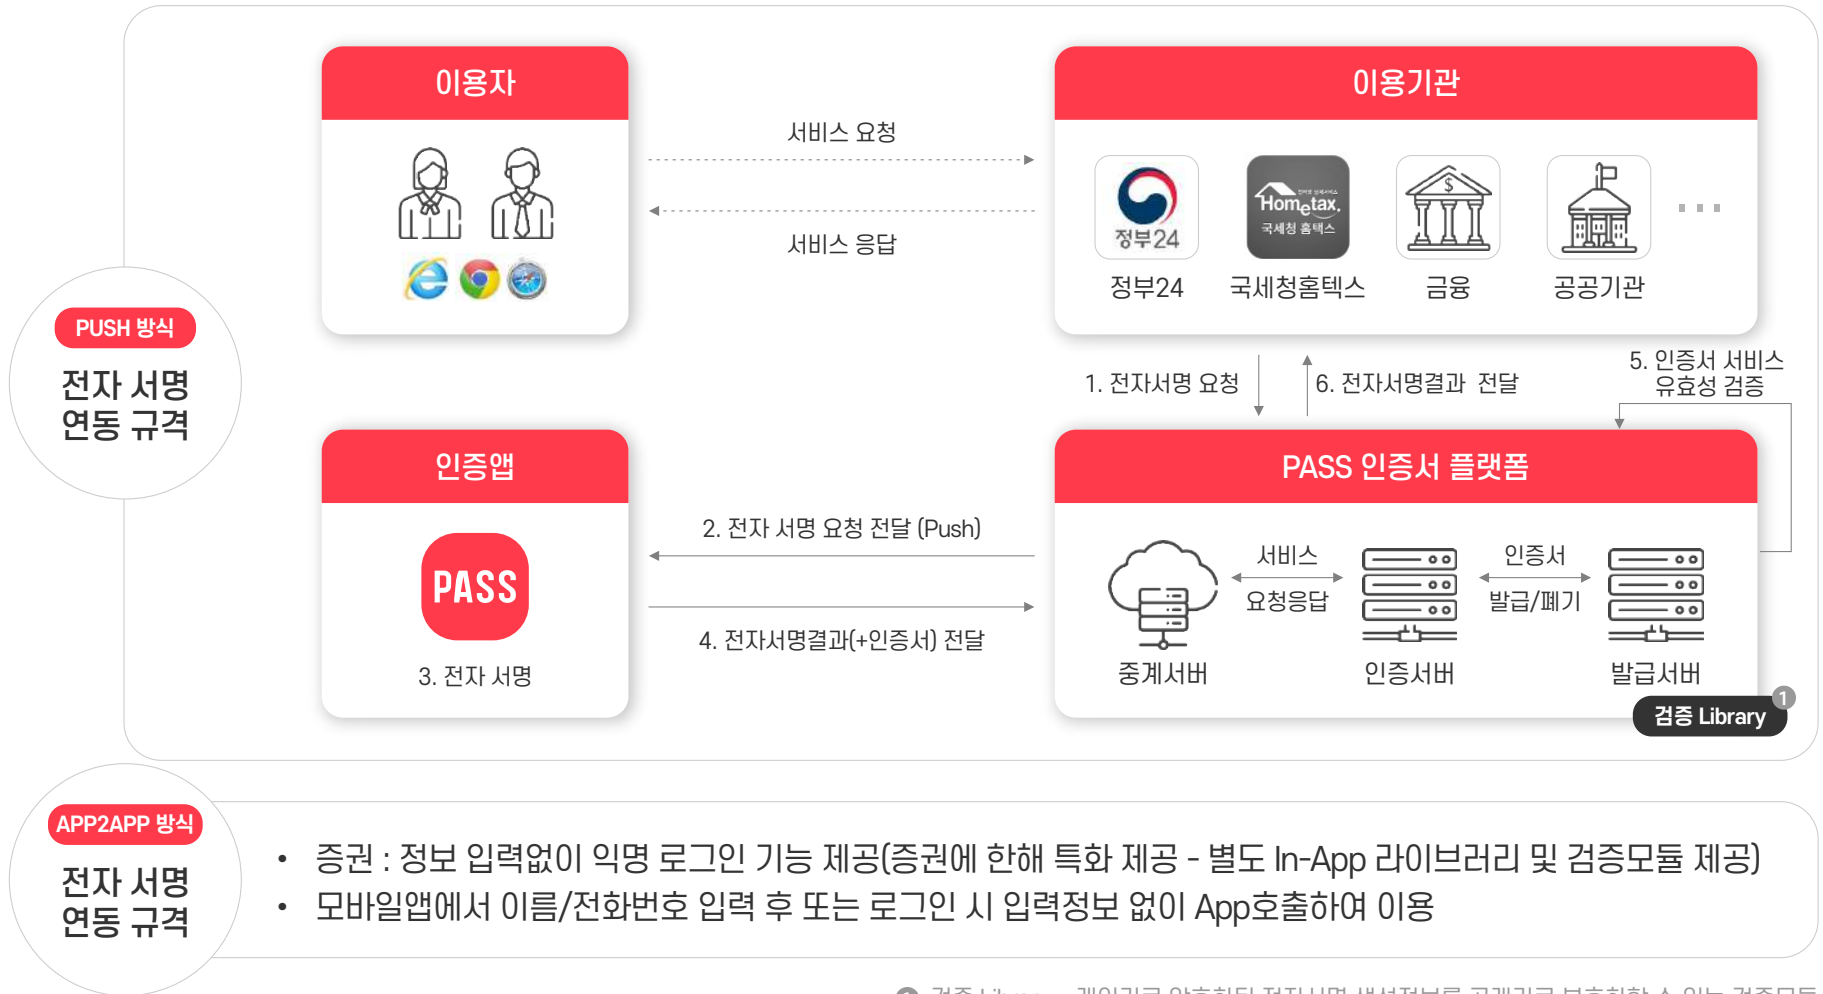 이용자
이용기관
서비스 요청
서비스 응답
정부24
Hometax.
국세청 홈택스
정부24
국세청홈텍스
금융
공공기관
PUSH 방식
전자 서명
연동 규격
1. 전자서명 요청
6. 전자서명결과 전달
5. 인증서 서비스
유효성 검증
인증앱
PASS
3. 전자 서명
2. 전자 서명 요청 전달 (Push)
4. 전자서명결과(+인증서) 전달
PASS 인증서 플랫폼
서비스
요청응답
인증서
발급/폐기
중계서버
인증서버
발급서버
검증 Library
1
APP2APP 방식
전자 서명
연동 규격
• 증권 : 정보 입력없이 익명 로그인 기능 제공(증권에 한해 특화 제공 - 별도 In-App 라이브러리 및 검증모듈 제공)
• 모바일앱에서 이름/전화번호 입력 후 또는 로그인 시 입력정보 없이 App호출하여 이용